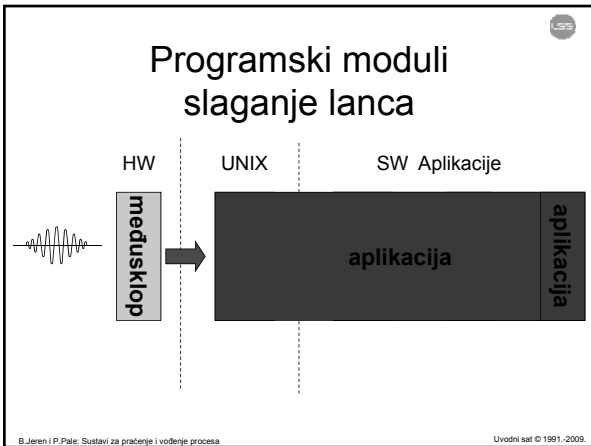 LSS
Programski moduli
slaganje lanca
HW
UNIX
SW Aplikacije
međusklop
aplikacija
aplikacija
B.Jeren i P.Pale: Sustavi za praćenje i vođenje procesa
Uvodni sat © 1991.-2009.